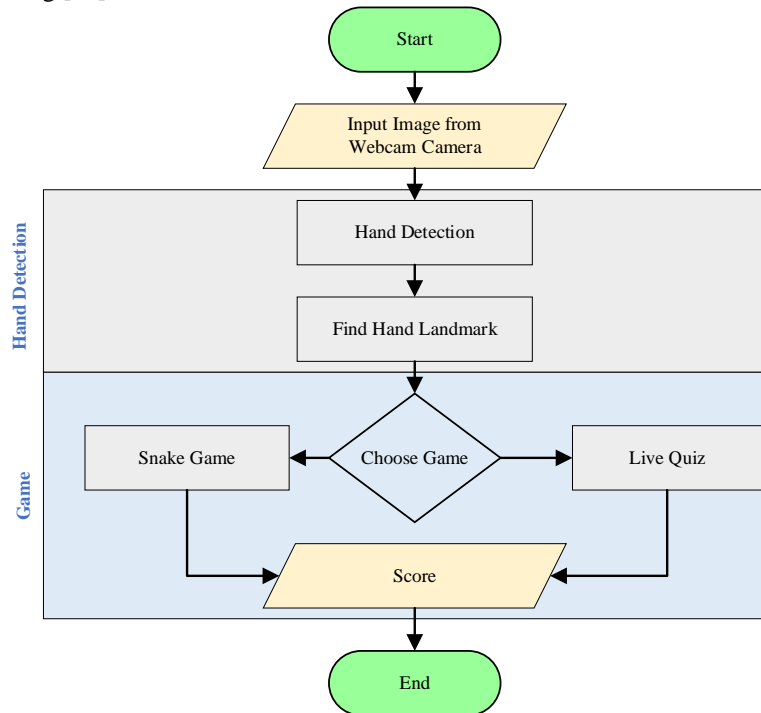 Start
Input Image from
Webcam Camera
Hand Detection
Hand Detection
Find Hand Landmark
Game
Snake Game
Choose Game
Live Quiz
Score
End